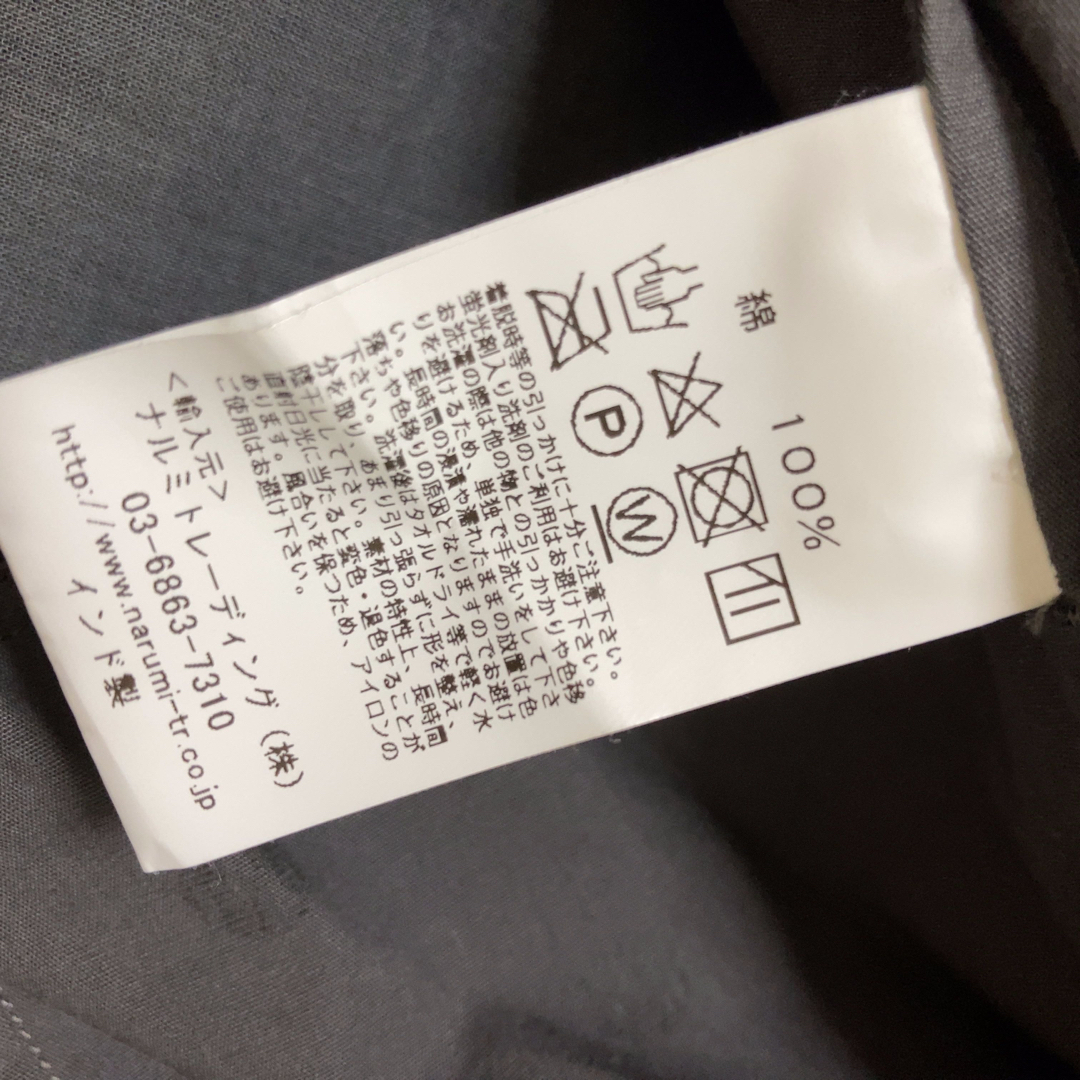 綿 100%
P W
着脱時等の引っかけに十分ご注意下さい。
蛍光剤入り洗剤のご利用はお避け下さい。
お洗濯の際は他の物との引っかかりや色移
りを避けるため、単独で手洗いをして下さ
い。 長時間の浸漬や濡れたままの放置は色
落ちや色移りの原因となりますのでお避け
下さい。 洗濯後はタオルドライ等で軽く水
分を取り、あまり引っ張らずに形を整え、
陰干しして下さい。素材の特性上、長時間
直射日光に当たると変色・退色することが
あります。風合いを保つため、アイロンの
ご使用はお避け下さい。
＜輸入元＞
ナルミトレーディング（株）
03-6863-7310
http://www.narumi-tr.co.jp
インド製